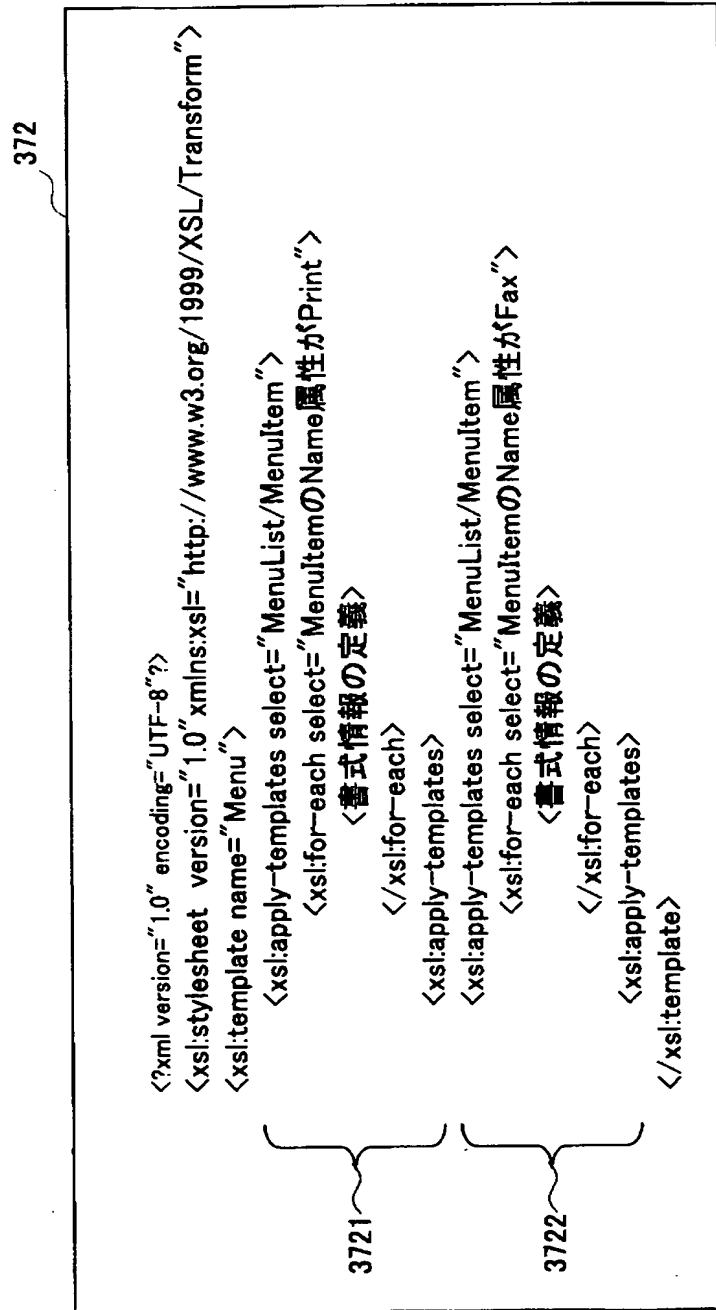 372
<?xml version="1.0" encoding="UTF-8"?>
<xsl:stylesheet version="1.0" xmlns:xsl="http://www.w3.org/1999/XSL/Transform">
<xsl:template name="Menu">
<xsl:apply-templates select="MenuList/MenuItem">
<xsl:for-each select="MenuItemのName属性がPrint">
<書式情報の定義>
</xsl:for-each>
<xsl:apply-templates>
3721
<xsl:apply-templates select="MenuList/MenuItem">
<xsl:for-each select="MenuItemのName属性がFax">
<書式情報の定義>
</xsl:for-each>
<xsl:apply-templates>
3722
</xsl:template>